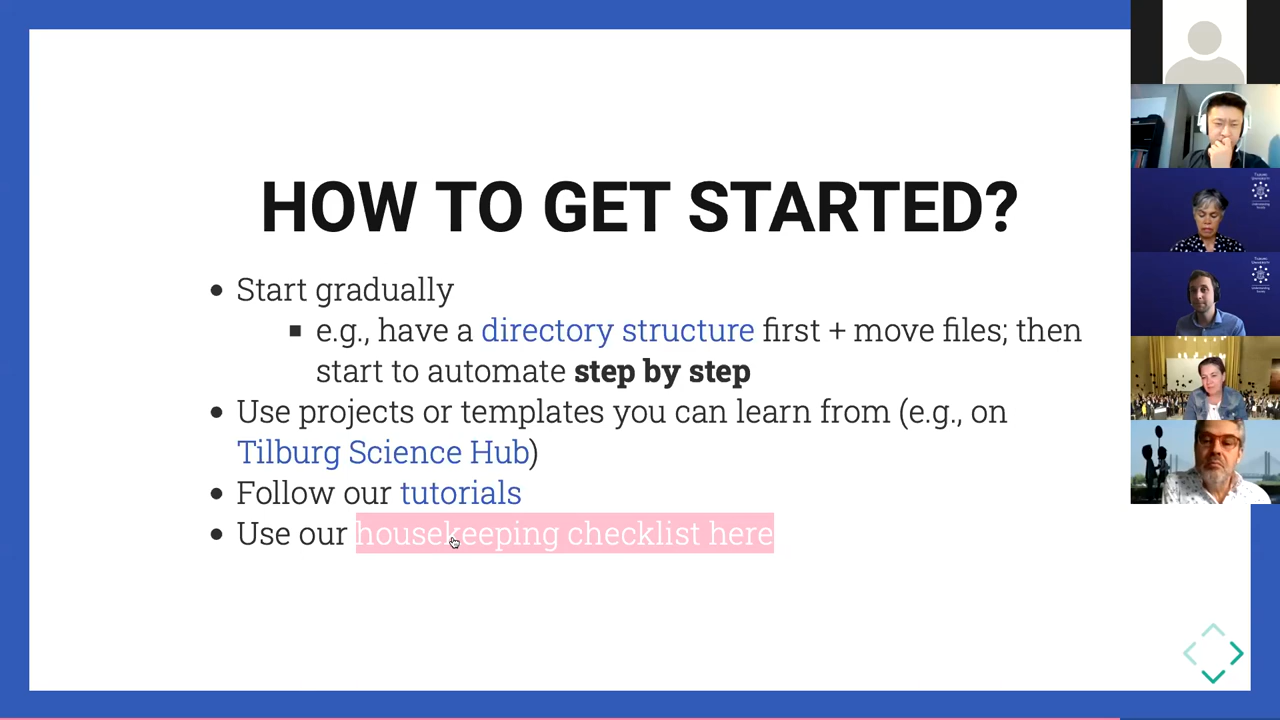 HOW TO GET STARTED?
Start gradually
e.g., have a directory structure first + move files; then
start to automate step by step
Use projects or templates you can learn from (e.g., on
Tilburg Science Hub)
Follow our tutorials
Use our housekeeping checklist here